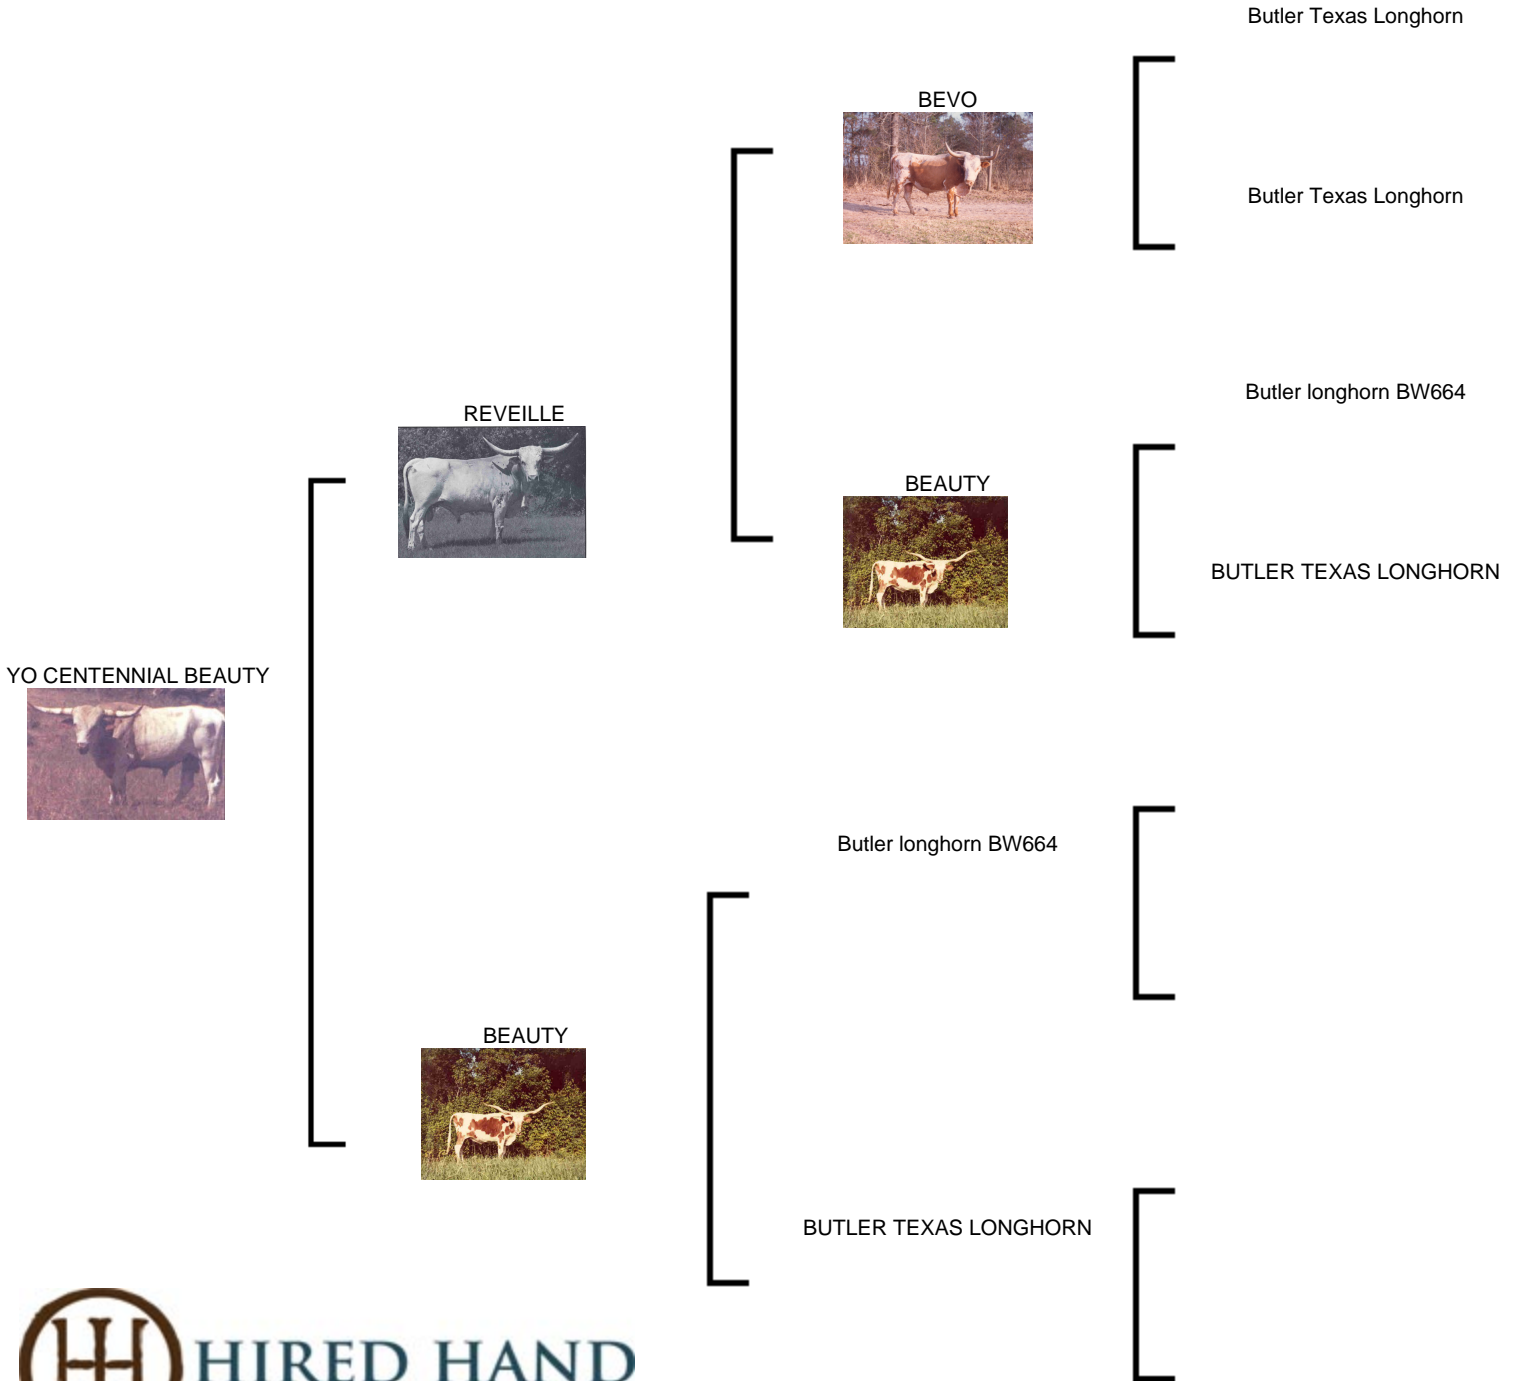 Butler Texas Longhorn
BEVO
Butler Texas Longhorn
Butler longhorn BW664
REVEILLE
BEAUTY
BUTLER TEXAS LONGHORN
YO CENTENNIAL BEAUTY
Butler longhorn BW664
BEAUTY
BUTLER TEXAS LONGHORN
HIRED HAND